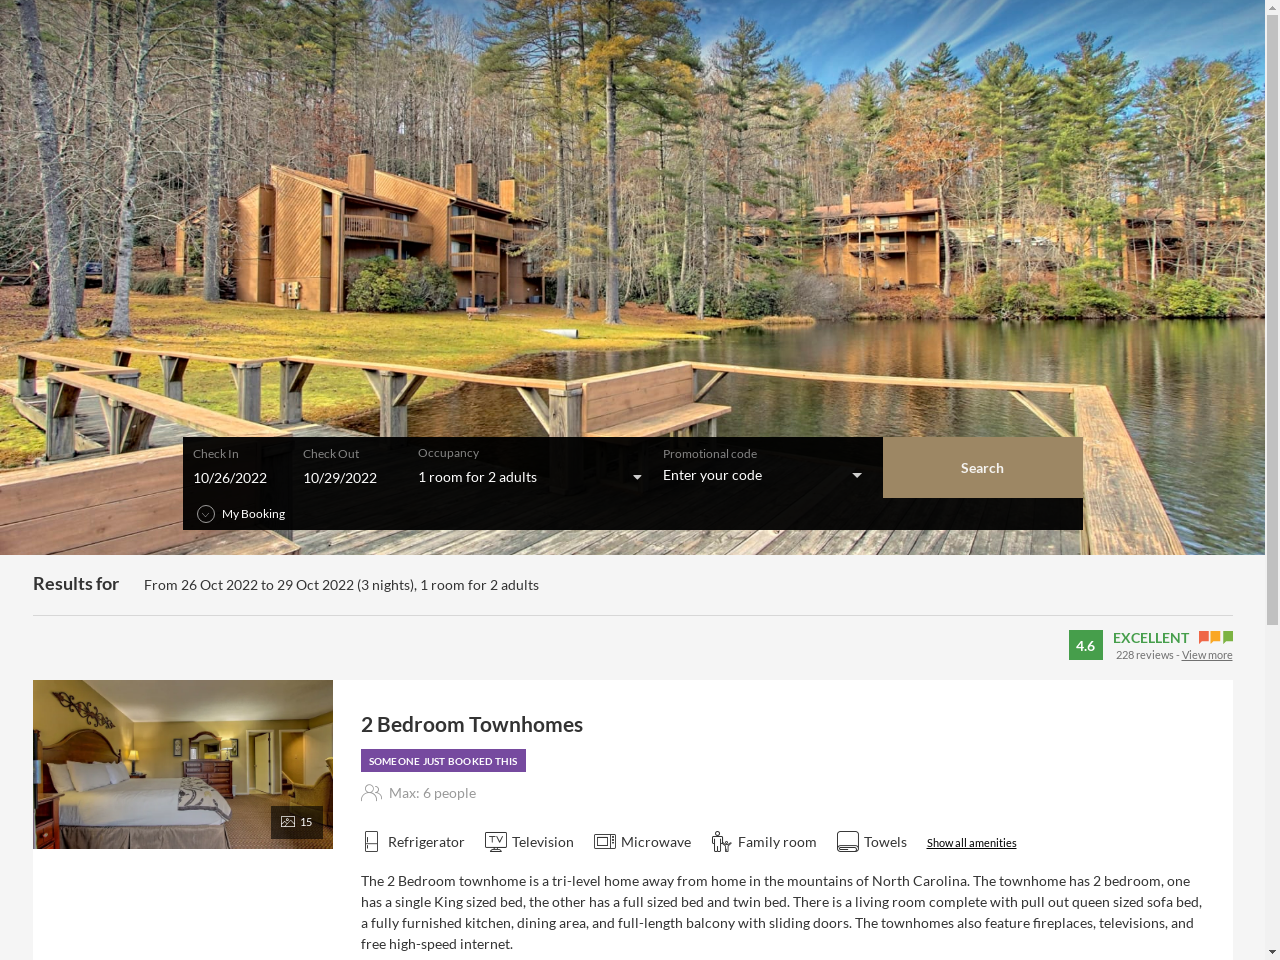 Check In
Check Out
Occupancy
Promotional code
10/26/2022
10/29/2022
1 room for 2 adults
Enter your code
Search
My Booking
Results for
From 26 Oct 2022 to 29 Oct 2022 (3 nights), 1 room for 2 adults
4.6
EXCELLENT
228 reviews - View more
2 Bedroom Townhomes
SOMEONE JUST BOOKED THIS
Max: 6 people
15
Refrigerator
TV
Television
Microwave
Family room
Towels
Show all amenities
The 2 Bedroom townhome is a tri-level home away from home in the mountains of North Carolina. The townhome has 2 bedroom, one
has a single King sized bed, the other has a full sized bed and twin bed. There is a living room complete with pull out queen sized sofa bed,
a fully furnished kitchen, dining area, and full-length balcony with sliding doors. The townhomes also feature fireplaces, televisions, and
free high-speed internet.